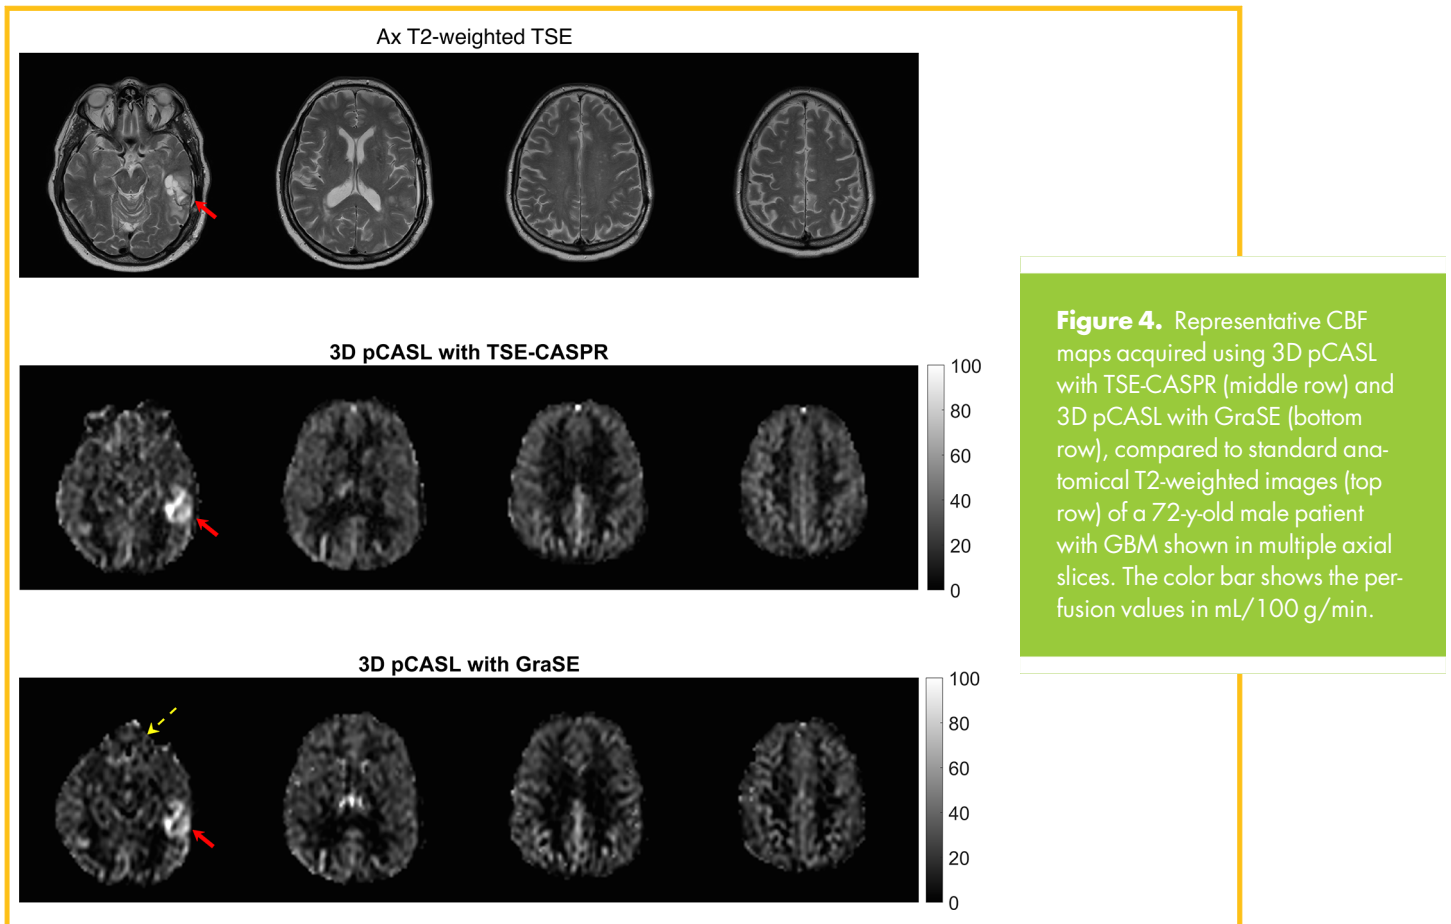 Ax T2-weighted TSE
3D pCASL with TSE-CASPR
100
80
60
40
20
0
3D pCASL with GraSE
100
80
60
40
20
0
Figure 4. Representative CBF
maps acquired using 3D pCASL
with TSE-CASPR (middle row) and
3D pCASL with GraSE (bottom
row), compared to standard ana-
tomical T2-weighted images (top
row) of a 72-y-old male patient
with GBM shown in multiple axial
slices. The color bar shows the per-
fusion values in mL/100 g/min.